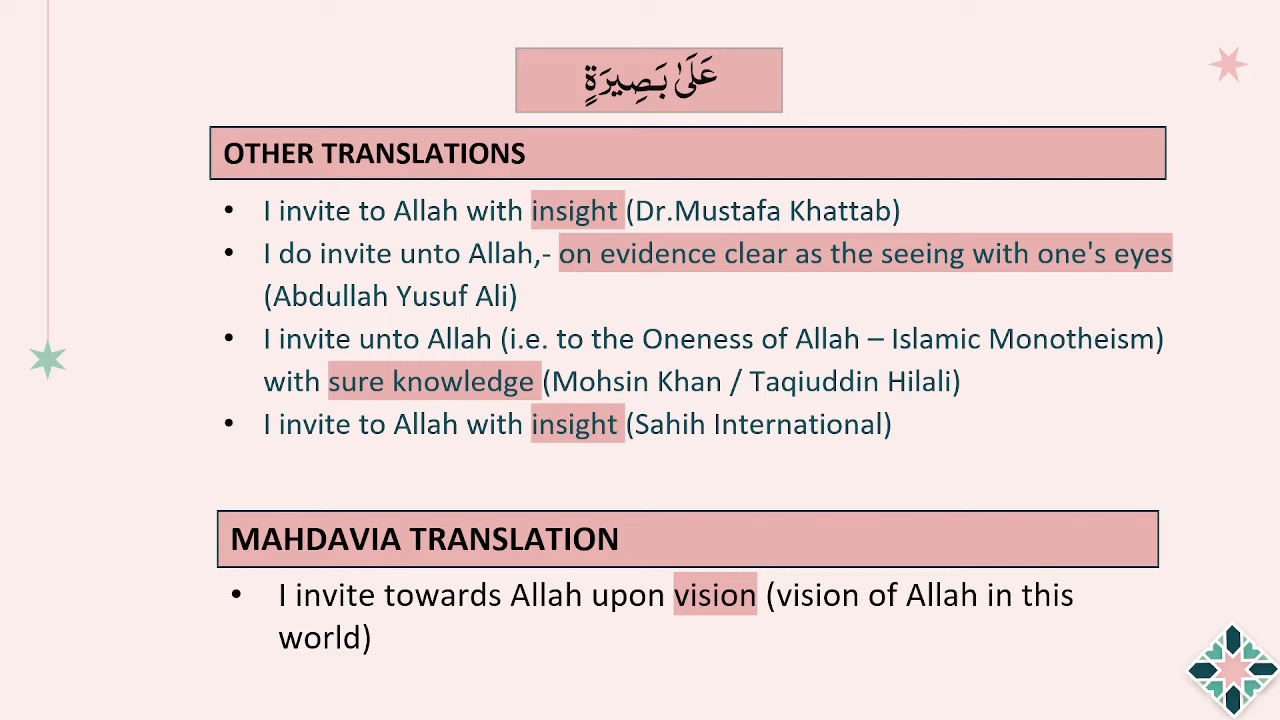 عَلَىٰ بَصِيرَةٍ
OTHER TRANSLATIONS
• I invite to Allah with insight (Dr.Mustafa Khattab)
• I do invite unto Allah,- on evidence clear as the seeing with one's eyes
(Abdullah Yusuf Ali)
• I invite unto Allah (i.e. to the Oneness of Allah – Islamic Monotheism)
with sure knowledge (Mohsin Khan / Taqiuddin Hilali)
• I invite to Allah with insight (Sahih International)
MAHDAVIA TRANSLATION
• I invite towards Allah upon vision (vision of Allah in this
world)